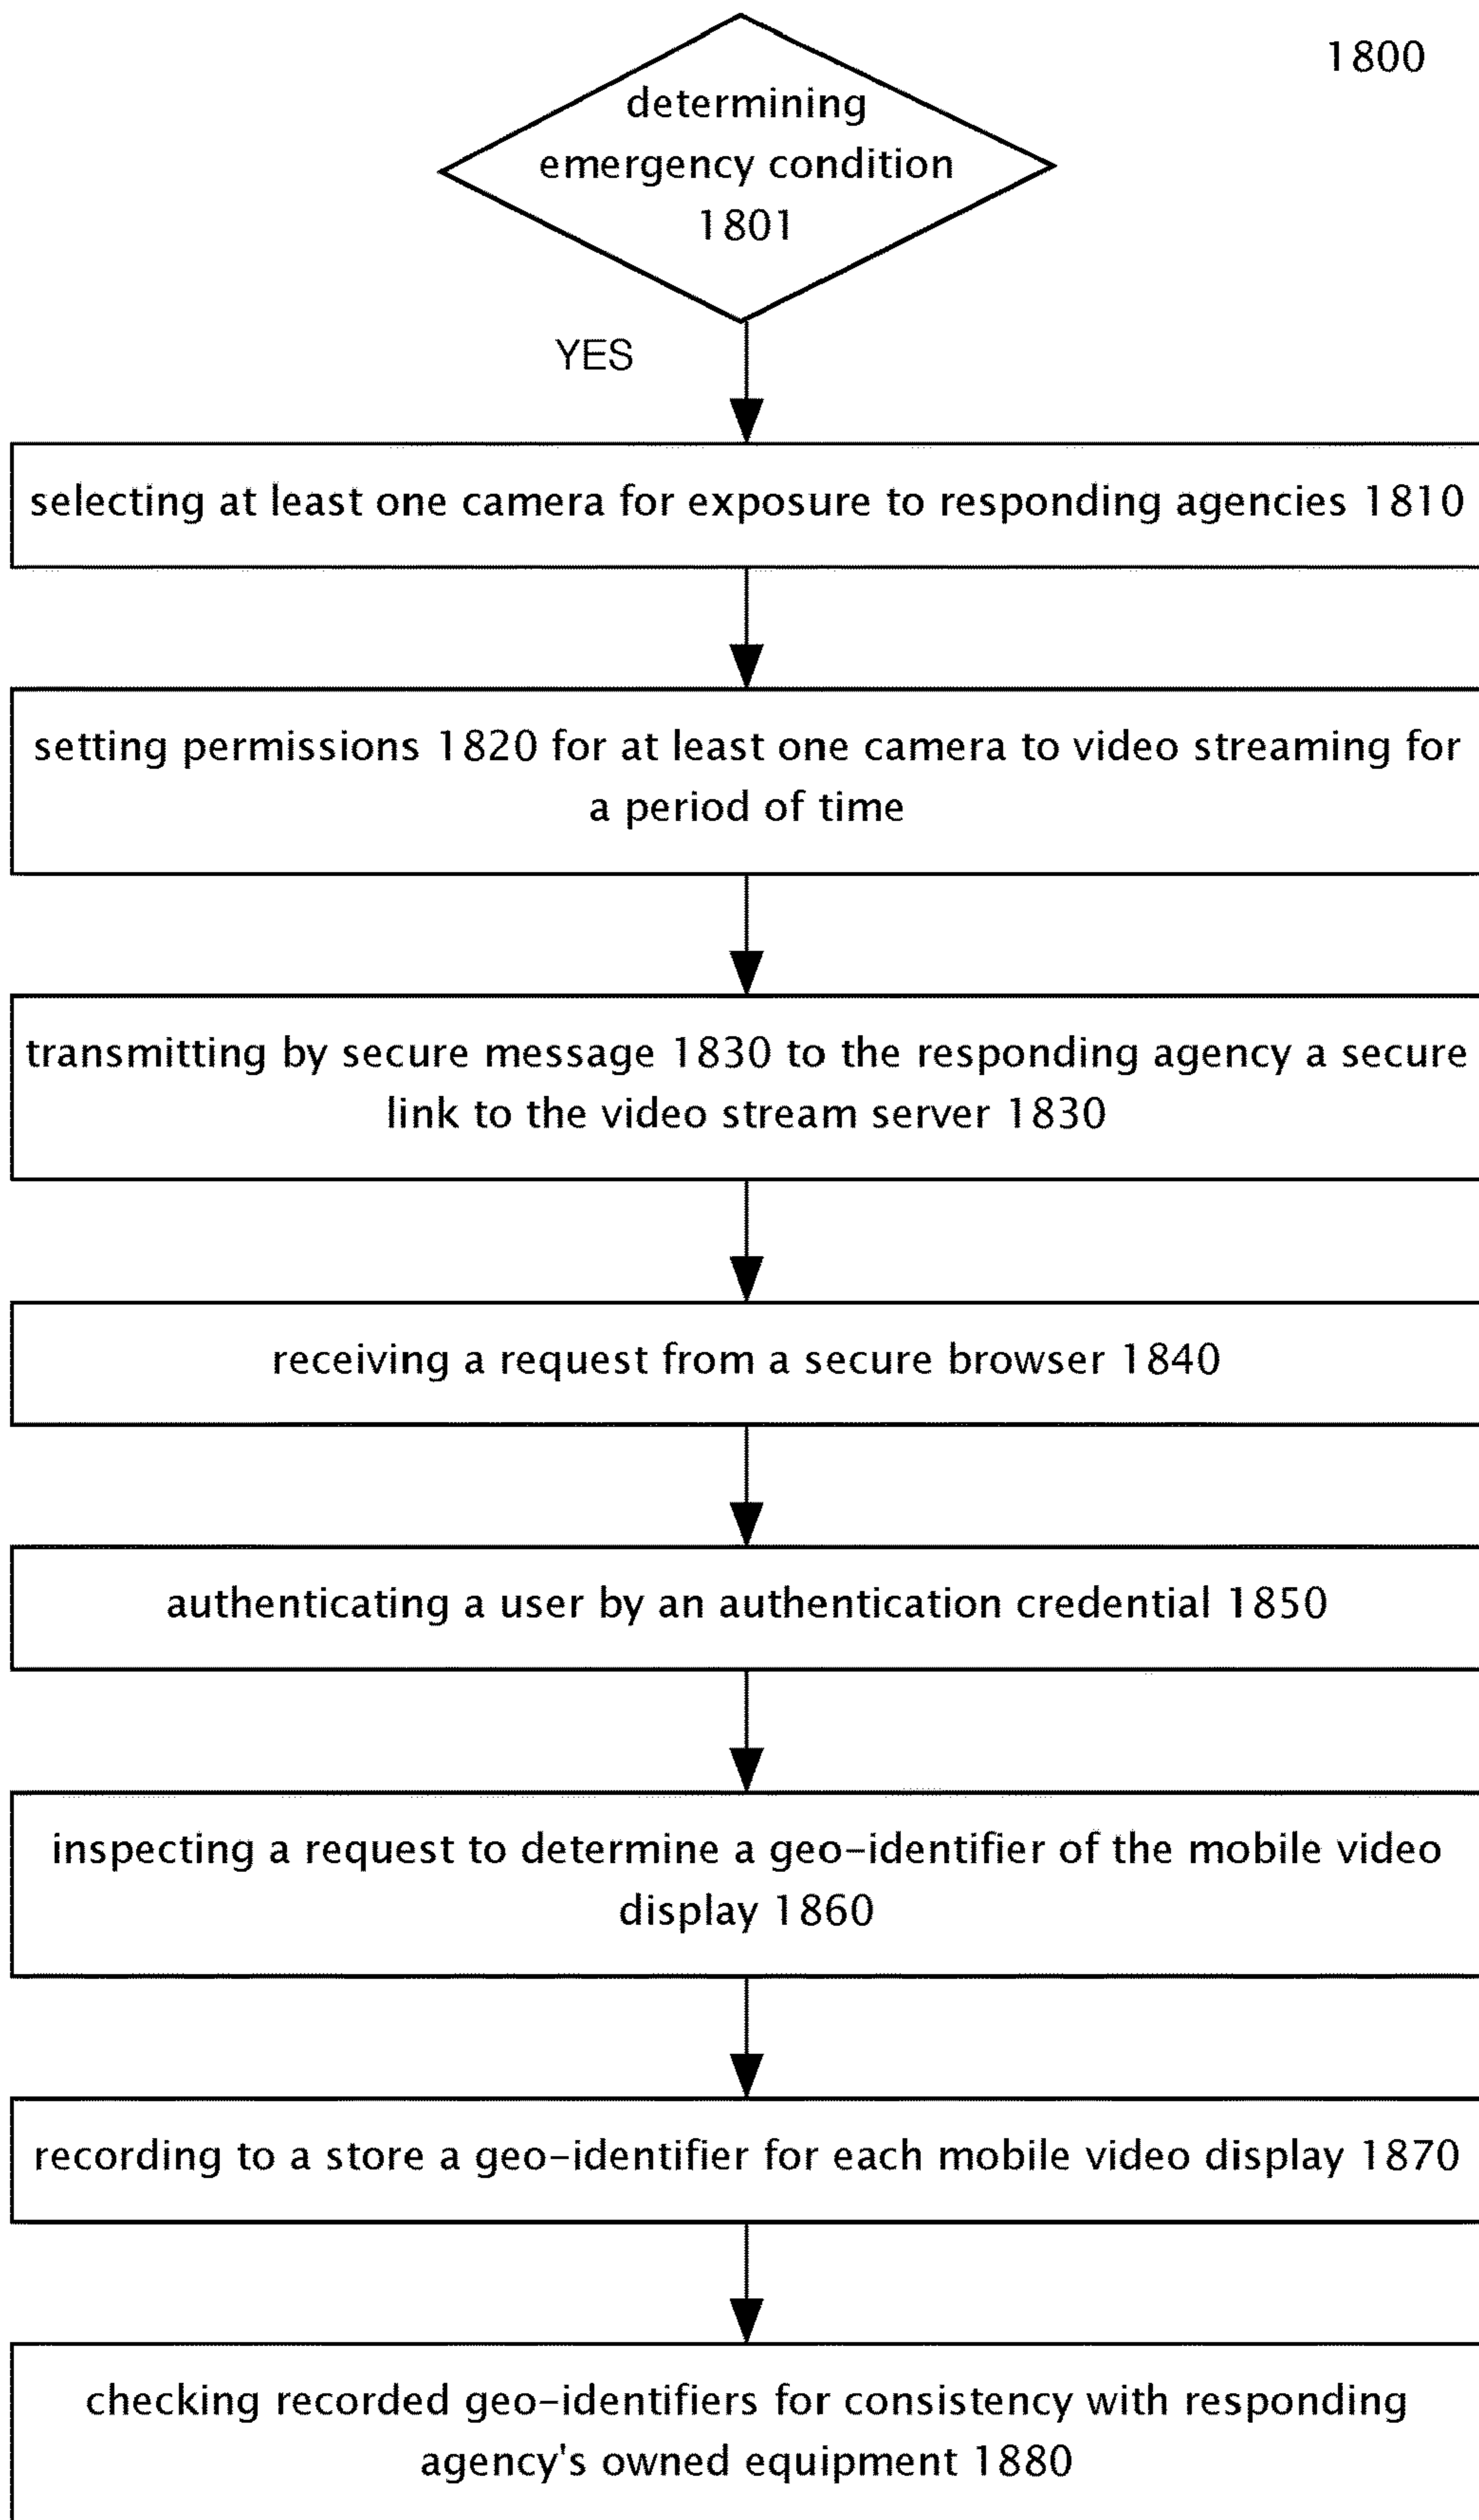 1800
determining
emergency condition
1801
YES
selecting at least one camera for exposure to responding agencies 1810
setting permissions 1820 for at least one camera to video streaming for
a period of time
transmitting by secure message 1830 to the responding agency a secure
link to the video stream server 1830
receiving a request from a secure browser 1840
authenticating a user by an authentication credential 1850
inspecting a request to determine a geo-identifier of the mobile video
display 1860
recording to a store a geo-identifier for each mobile video display 1870
checking recorded geo-identifiers for consistency with responding
agency's owned equipment 1880